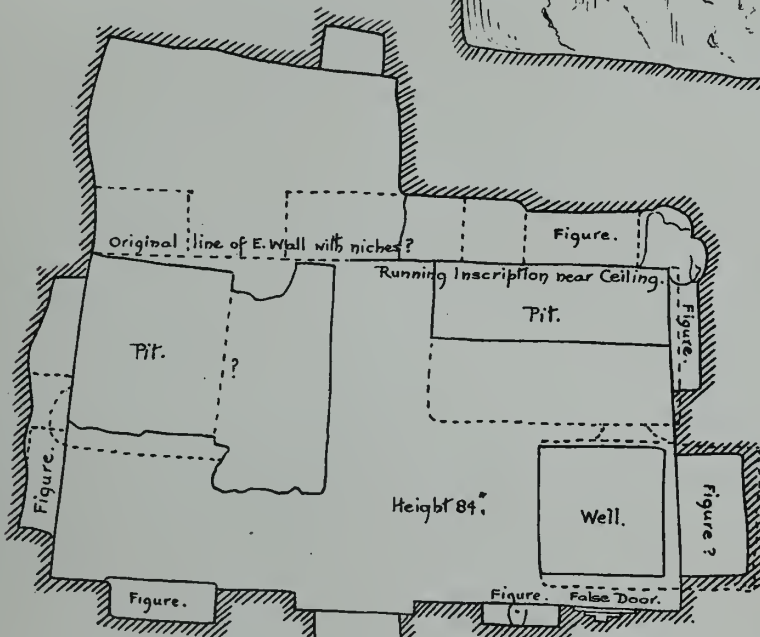 Original line of E. Wall with niches?
Figure.
Running Inscription near Ceiling.
Pit.
Figure.
Pit.
?
Figure.
Height 84".
Well.
Figure ?
Figure.
Figure.
False Door.